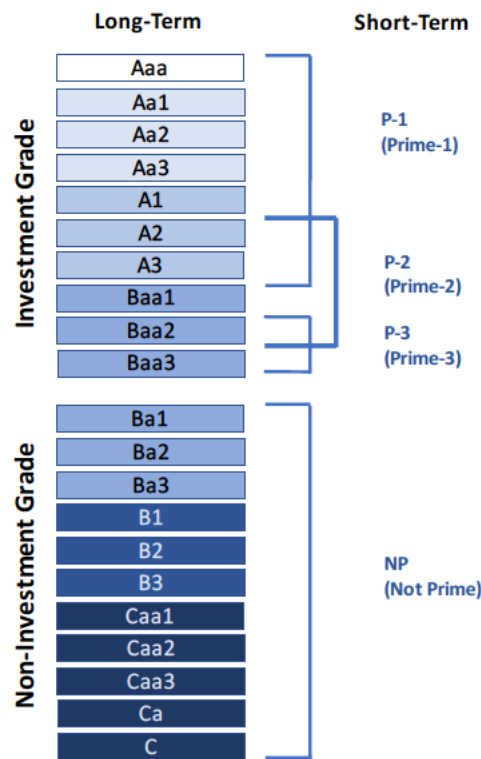 Long-Term
Short-Term
Investment Grade
Aaa
Aa1
Aa2
Aa3
A1
A2
A3
Baa1
Baa2
Baa3
P-1
(Prime-1)
P-2
(Prime-2)
P-3
(Prime-3)
Non-Investment Grade
Ba1
Ba2
Ba3
B1
B2
B3
Caa1
Caa2
Caa3
Ca
C
NP
(Not Prime)